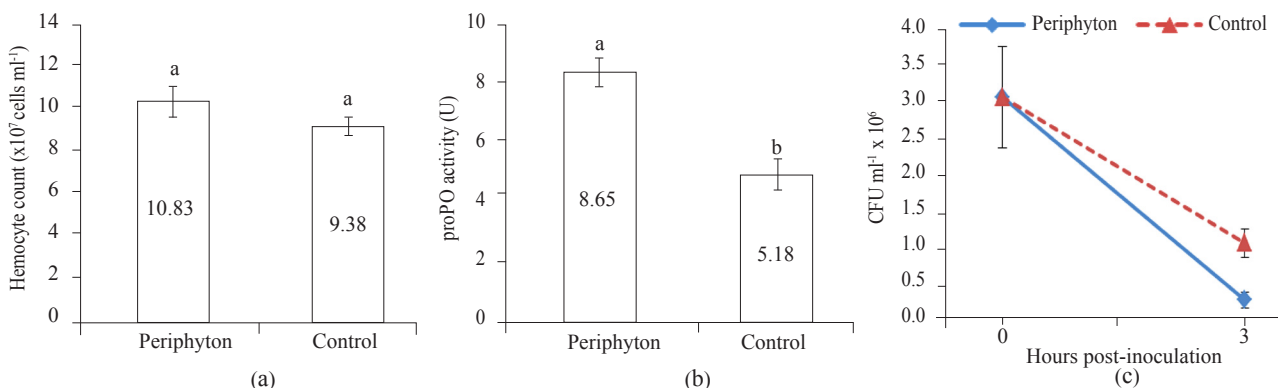 Hemocyte count (x10⁷ cells ml⁻¹)
14
12
10
8
6
4
2
0
a
a
10.83
9.38
Periphyton
Control
(a)
proPO activity (U)
10
8
6
4
2
0
a
b
8.65
5.18
Periphyton
Control
(b)
Periphyton
Control
CFU ml⁻¹ x 10⁶
4.0
3.5
3.0
2.5
2.0
1.5
1.0
0.5
0.0
0
3
Hours post-inoculation
(c)